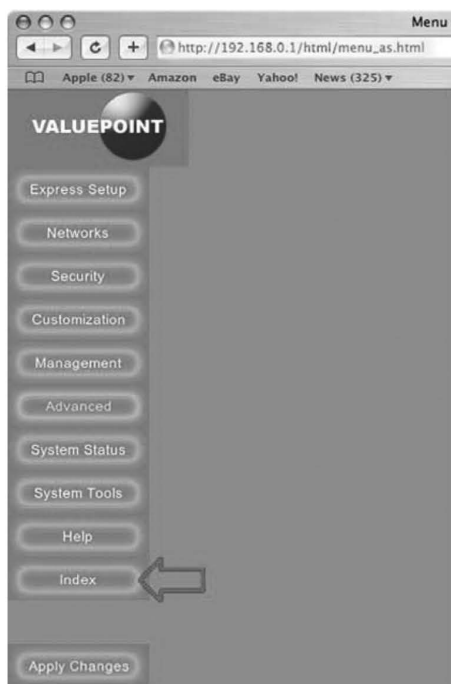 Menu
http://192.168.0.1/html/menu_as.html
Apple (82) Amazon eBay Yahoo! News (325)
VALUEPOINT
Express Setup
Networks
Security
Customization
Management
Advanced
System Status
System Tools
Help
Index
Apply Changes